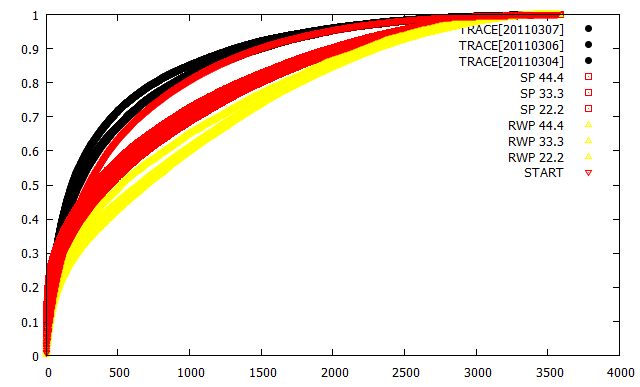 1
0.9
0.8
0.7
0.6
0.5
0.4
0.3
0.2
0.1
0
TRACE[20110307]
TRACE[20110306]
TRACE[20110304]
SP 44.4
SP 33.3
SP 22.2
RWP 44.4
RWP 33.3
RWP 22.2
START
0 500 1000 1500 2000 2500 3000 3500 4000